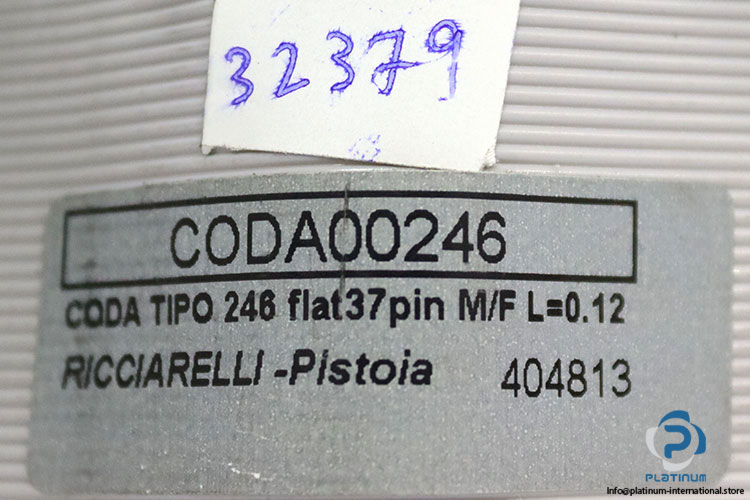 32379
CODA00246
CODA TIPO 246 flat37pin M/F L=0.12
RICCIARELLI -Pistoia 404813
PLATINUM
Info@platinum-international.store